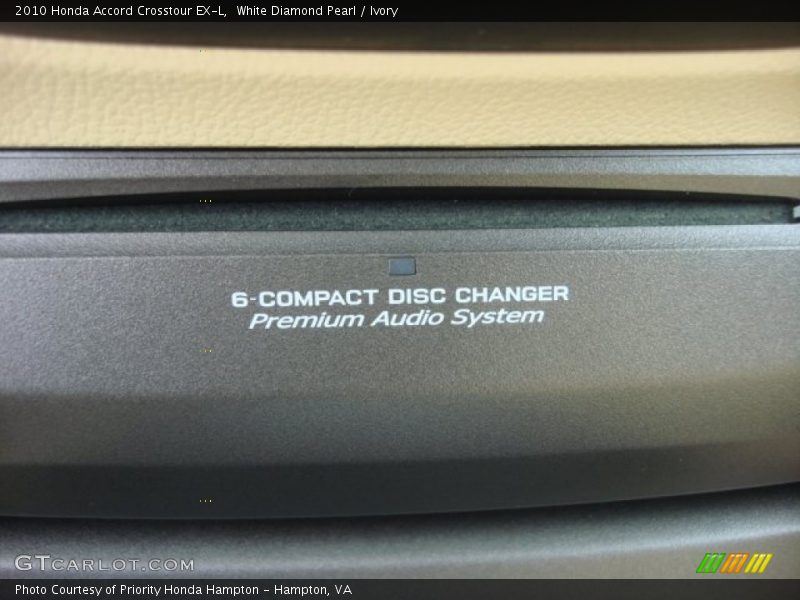 2010 Honda Accord Crosstour EX-L,  White Diamond Pearl / Ivory
6-COMPACT DISC CHANGER
Premium Audio System
GTCARLOT.COM
Photo Courtesy of Priority Honda Hampton - Hampton, VA